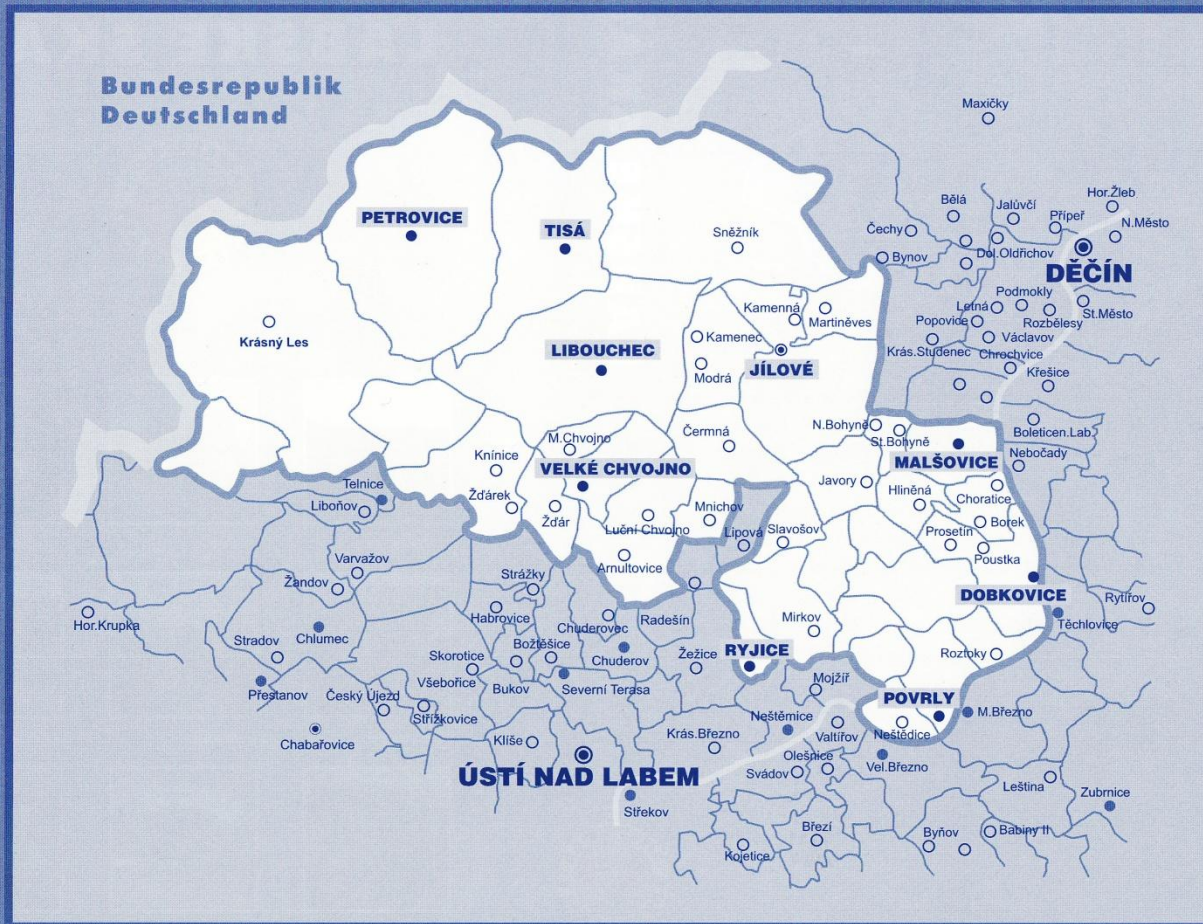 Bundesrepublik
Deutschland
Maxičky
Hor.Žleb
Bělá
Jalůvčí
Přípeř
N.Město
PETROVICE
TISÁ
Čechy
Sněžník
Dol.Oldřichov
Bynov
DĚČÍN
Podmokly
Kamenná
Letná
St.Město
Martiněves
Popovice
Rozbělesy
Krásný Les
Kamenec
Václavov
LIBOUCHEC
Krás.Studenec
Chrochvice
JÍLOVÉ
Modrá
Křešice
N.Bohyně
Čermná
Boleticen.Lab.
M.Chvojno
St.Bohyně
Knínice
MALŠOVICE
Nebočady
VELKÉ CHVOJNO
Telnice
Javory
Hliněná
Žďárek
Mnichov
Choratice
Liboňov
Žďár
Luční Chvojno
Borek
Lipová
Slavošov
Prosetín
Varvažov
Poustka
Arnultovice
Strážky
Žandov
DOBKOVICE
Rytířov
Habrovice
Radešín
Těchlovice
Hor.Krupka
Chuderovec
Mirkov
Chlumec
Stradov
Božtěšice
RYJICE
Roztoky
Skorotice
Chuderov
Žežice
Všebořice
Mojžíř
Přestanov
Český Újezd
Bukov
Severní Terasa
POVRLY
Střížkovice
Neštěmice
M.Březno
Chabařovice
Klíše
Krás.Březno
Valtířov
Neštědice
Olešnice
ÚSTÍ NAD LABEM
Svádov
Vel.Březno
Leština
Zubrnice
Střekov
Březí
Byňov
Babiny II
Kojetice